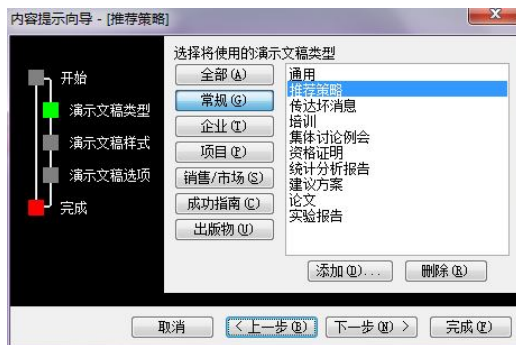 内容提示向导 - [推荐策略]
选择将使用的演示文稿类型
开始
演示文稿类型
演示文稿样式
演示文稿选项
完成
全部(A)
常规(G)
企业(T)
项目(P)
销售/市场(S)
成功指南(C)
出版物(U)
通用
推荐策略
传达坏消息
培训
集体讨论例会
资格证明
统计分析报告
建议方案
论文
实验报告
添加(D)...
删除(R)
取消
<上一步(B)
下一步(N) >
完成(F)